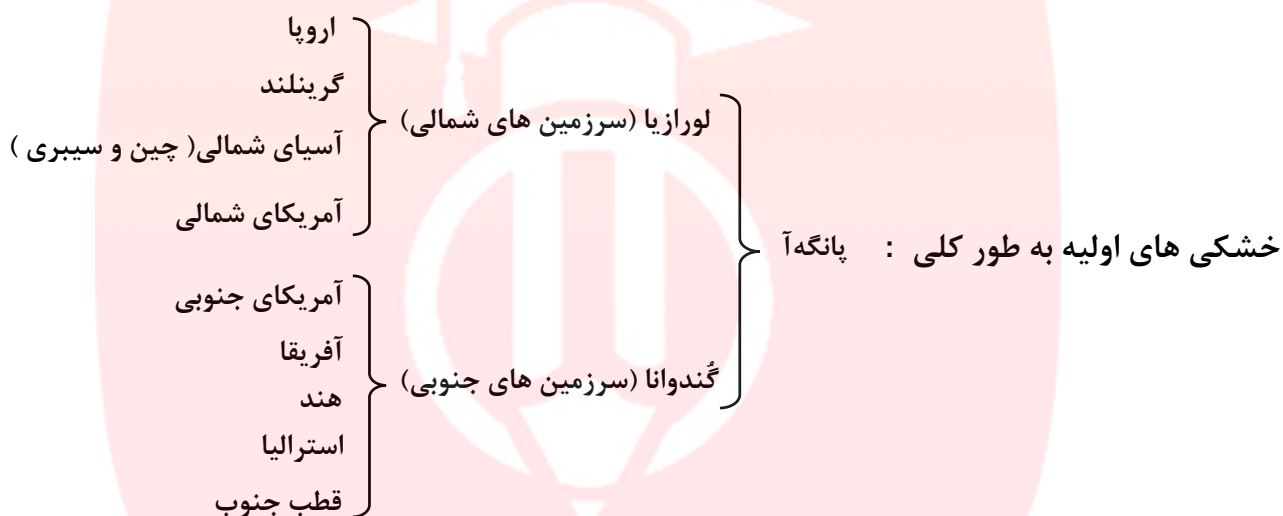 خشکی های اولیه به طور کلی : پانگه‌آ
لورازیا (سرزمین های شمالی)
اروپا
گرینلند
آسیای شمالی( چین و سیبری )
آمریکای شمالی
گُندوانا (سرزمین های جنوبی)
آمریکای جنوبی
آفریقا
هند
استرالیا
قطب جنوب